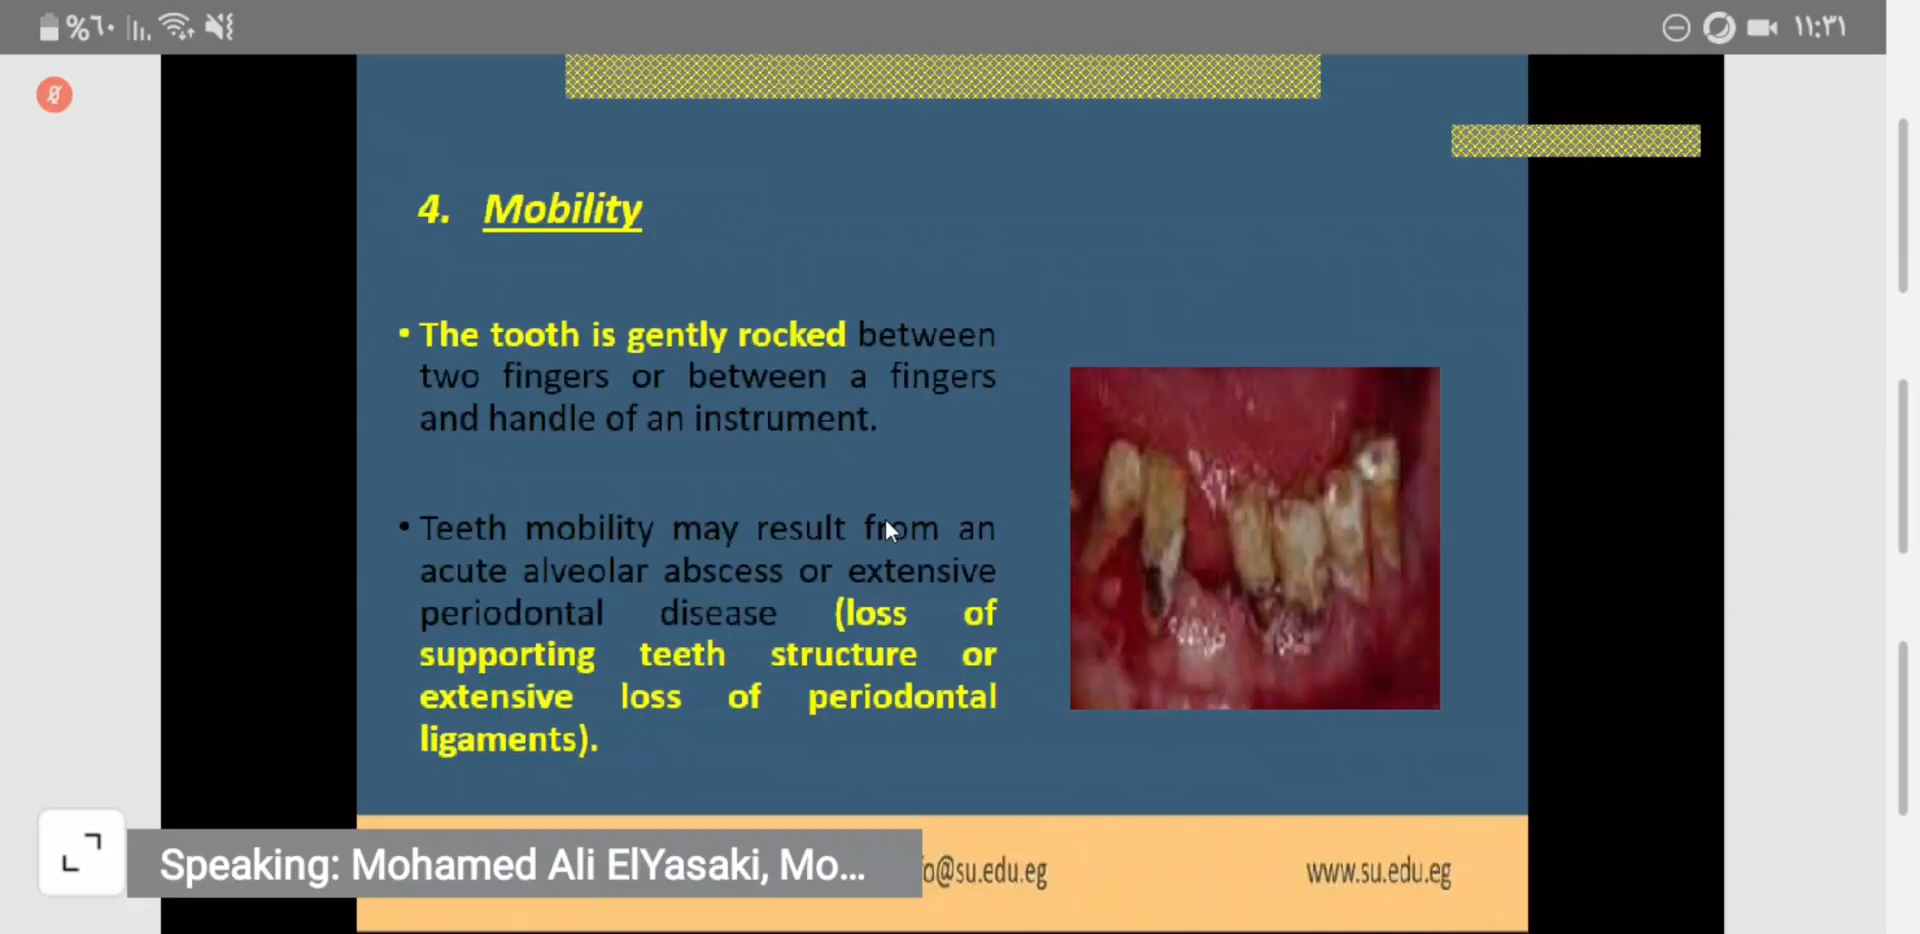 %٦٠
١١:٣١
4. Mobility
• The tooth is gently rocked between
two fingers or between a fingers
and handle of an instrument.
• Teeth mobility may result from an
acute alveolar abscess or extensive
periodontal disease (loss of
supporting teeth structure or
extensive loss of periodontal
ligaments).
Speaking: Mohamed Ali ElYasaki, Mo...
fo@su.edu.eg
www.su.edu.eg